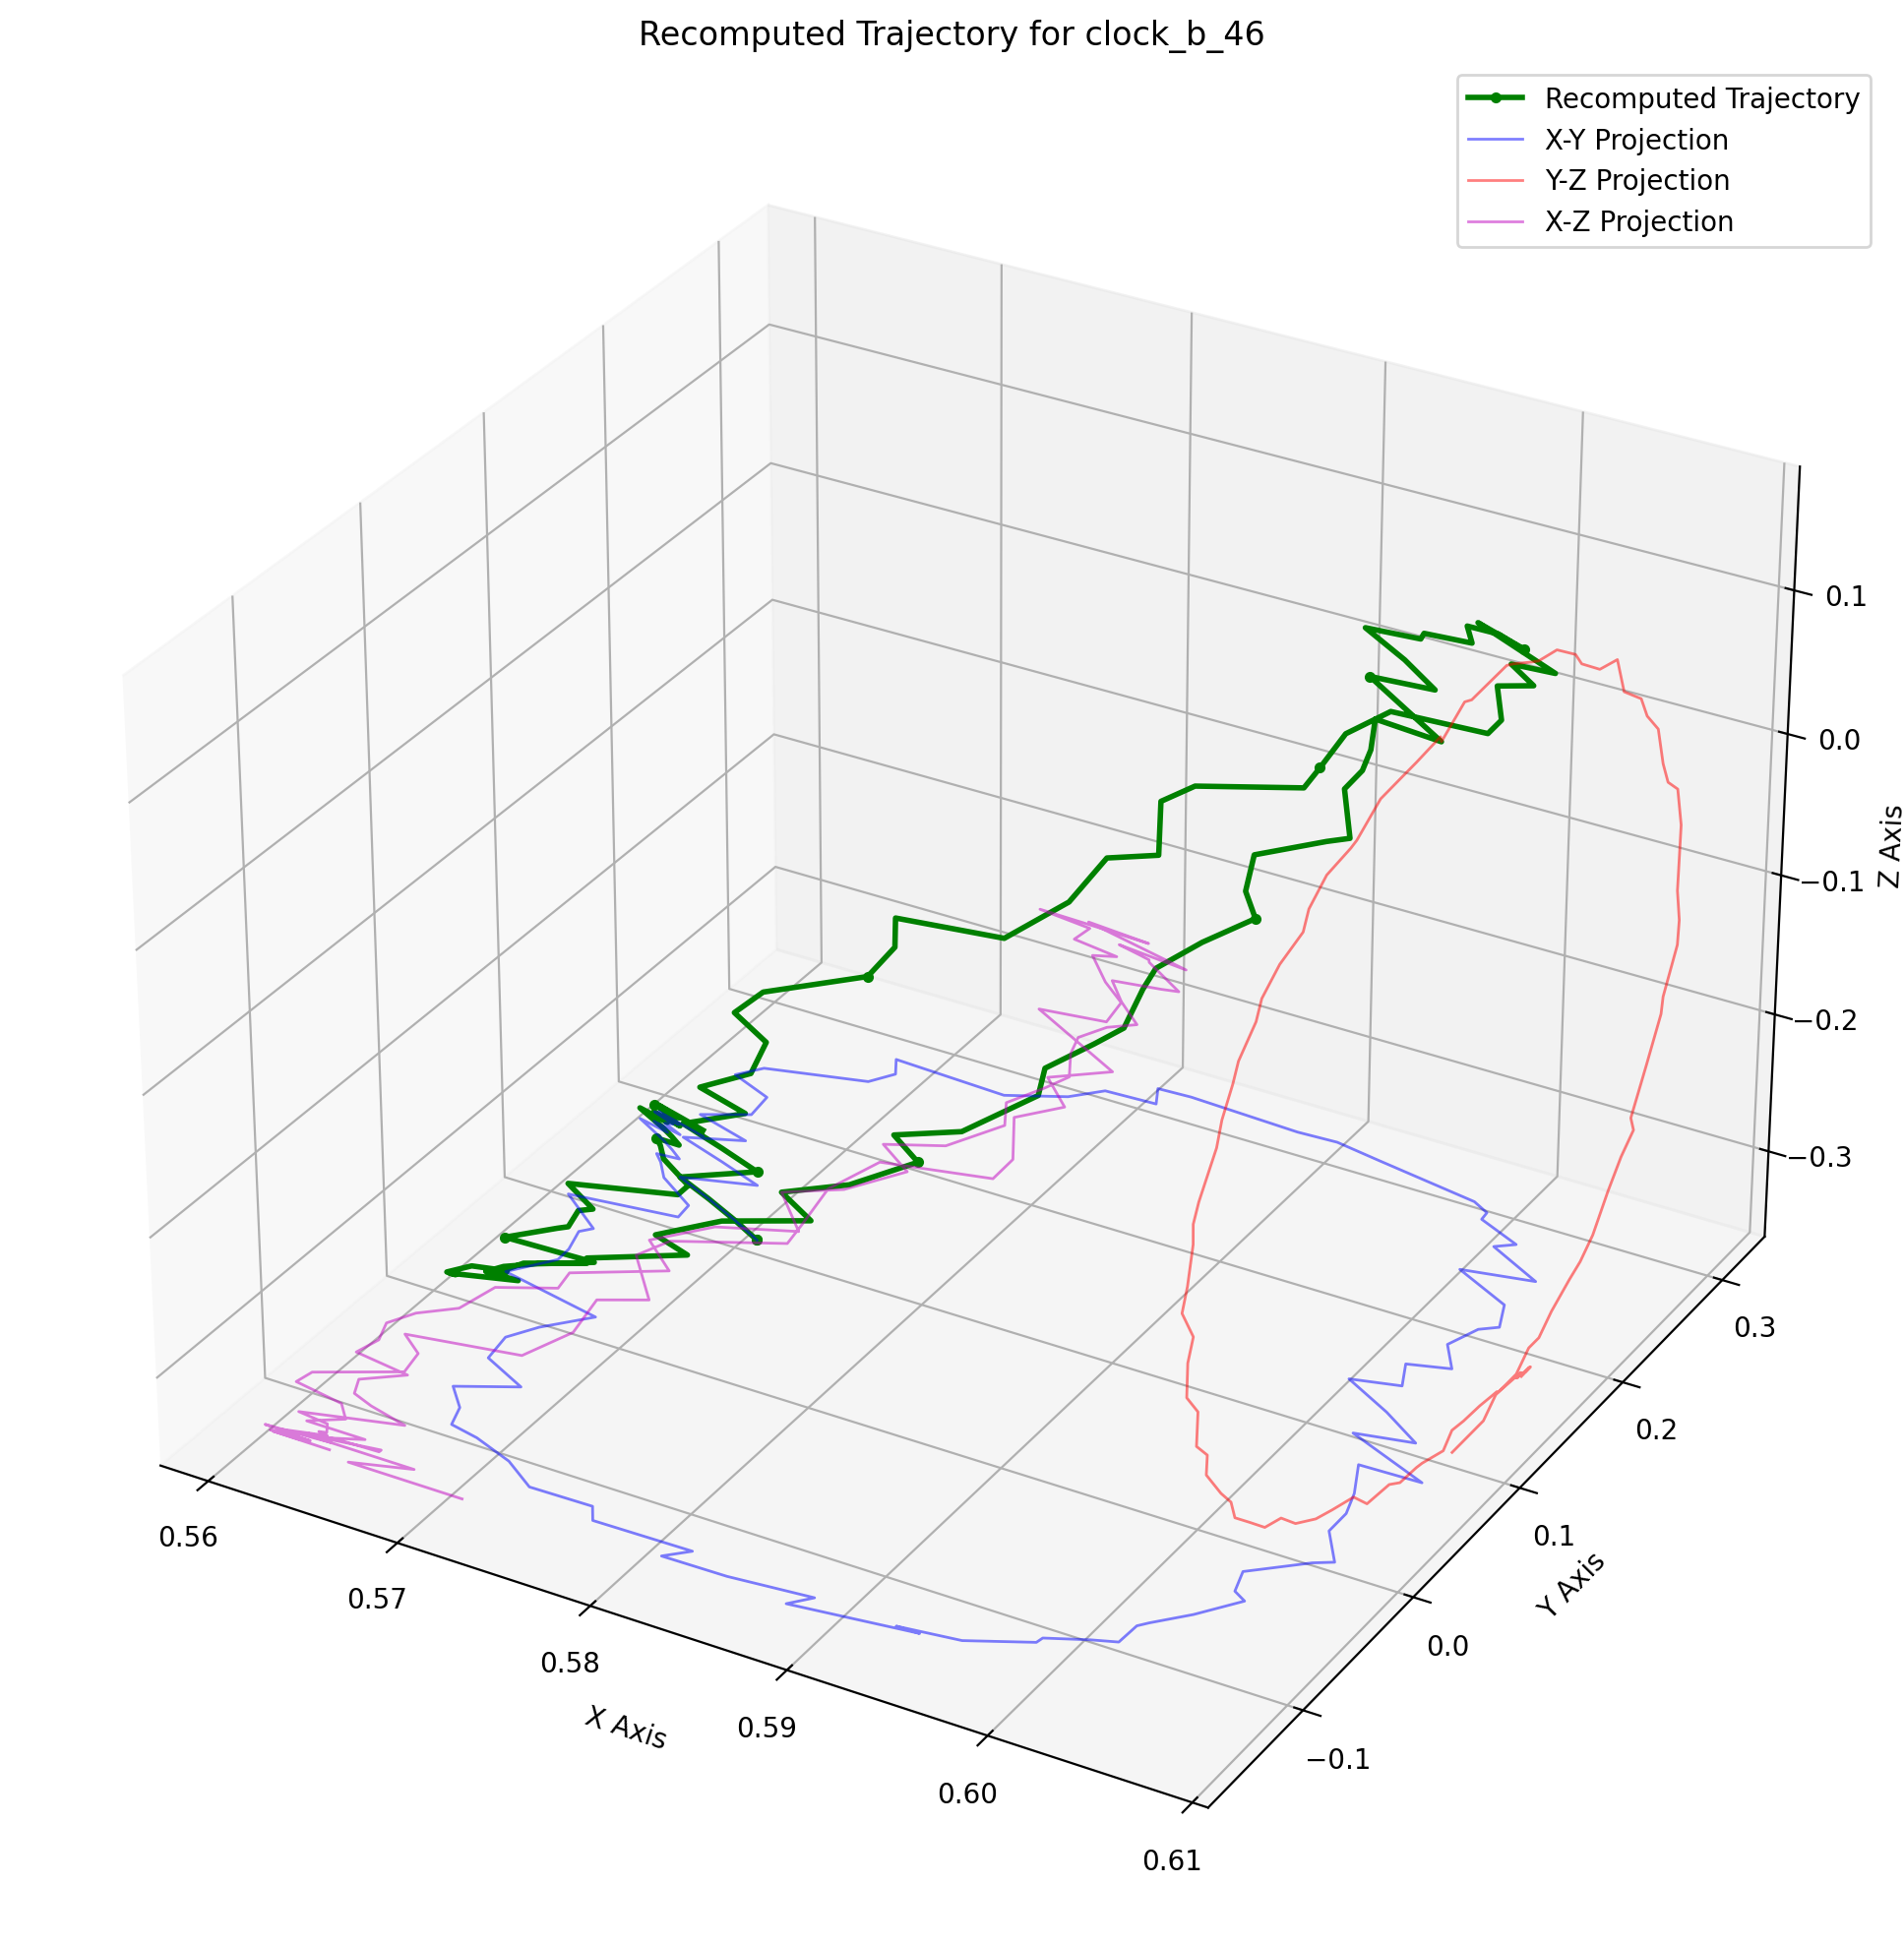 Recomputed Trajectory for clock_b_46
Recomputed Trajectory
X-Y Projection
Y-Z Projection
X-Z Projection
0.1
0.0
−0.1
−0.2
−0.3
Z Axis
0.3
0.2
0.1
0.0
−0.1
Y Axis
0.56
0.57
0.58
0.59
0.60
0.61
X Axis